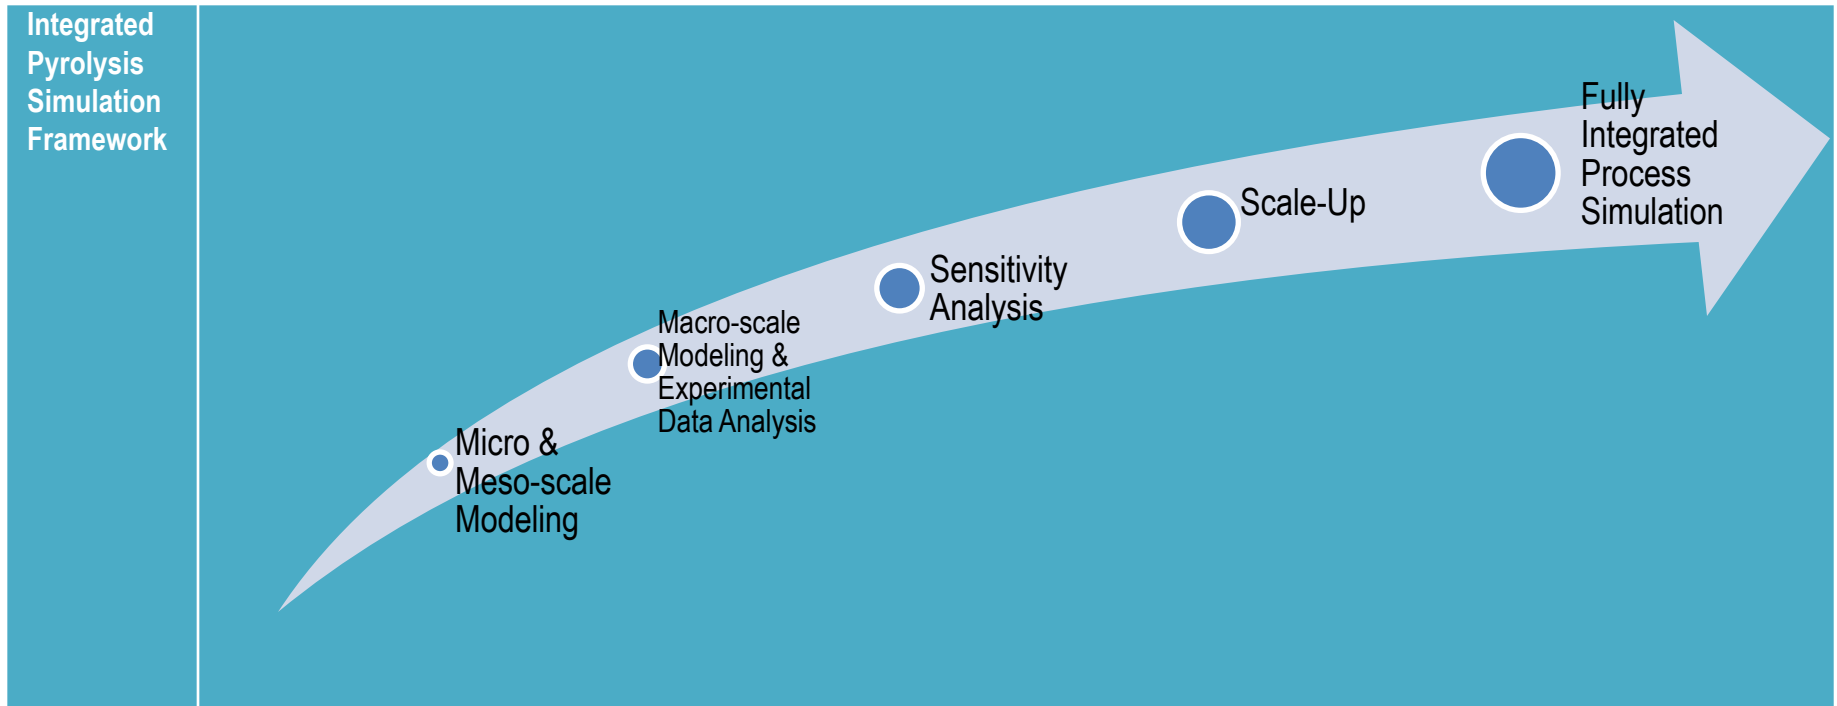 Integrated
Pyrolysis
Simulation
Framework
Micro &
Meso-scale
Modeling
Macro-scale
Modeling &
Experimental
Data Analysis
Sensitivity
Analysis
Scale-Up
Fully
Integrated
Process
Simulation